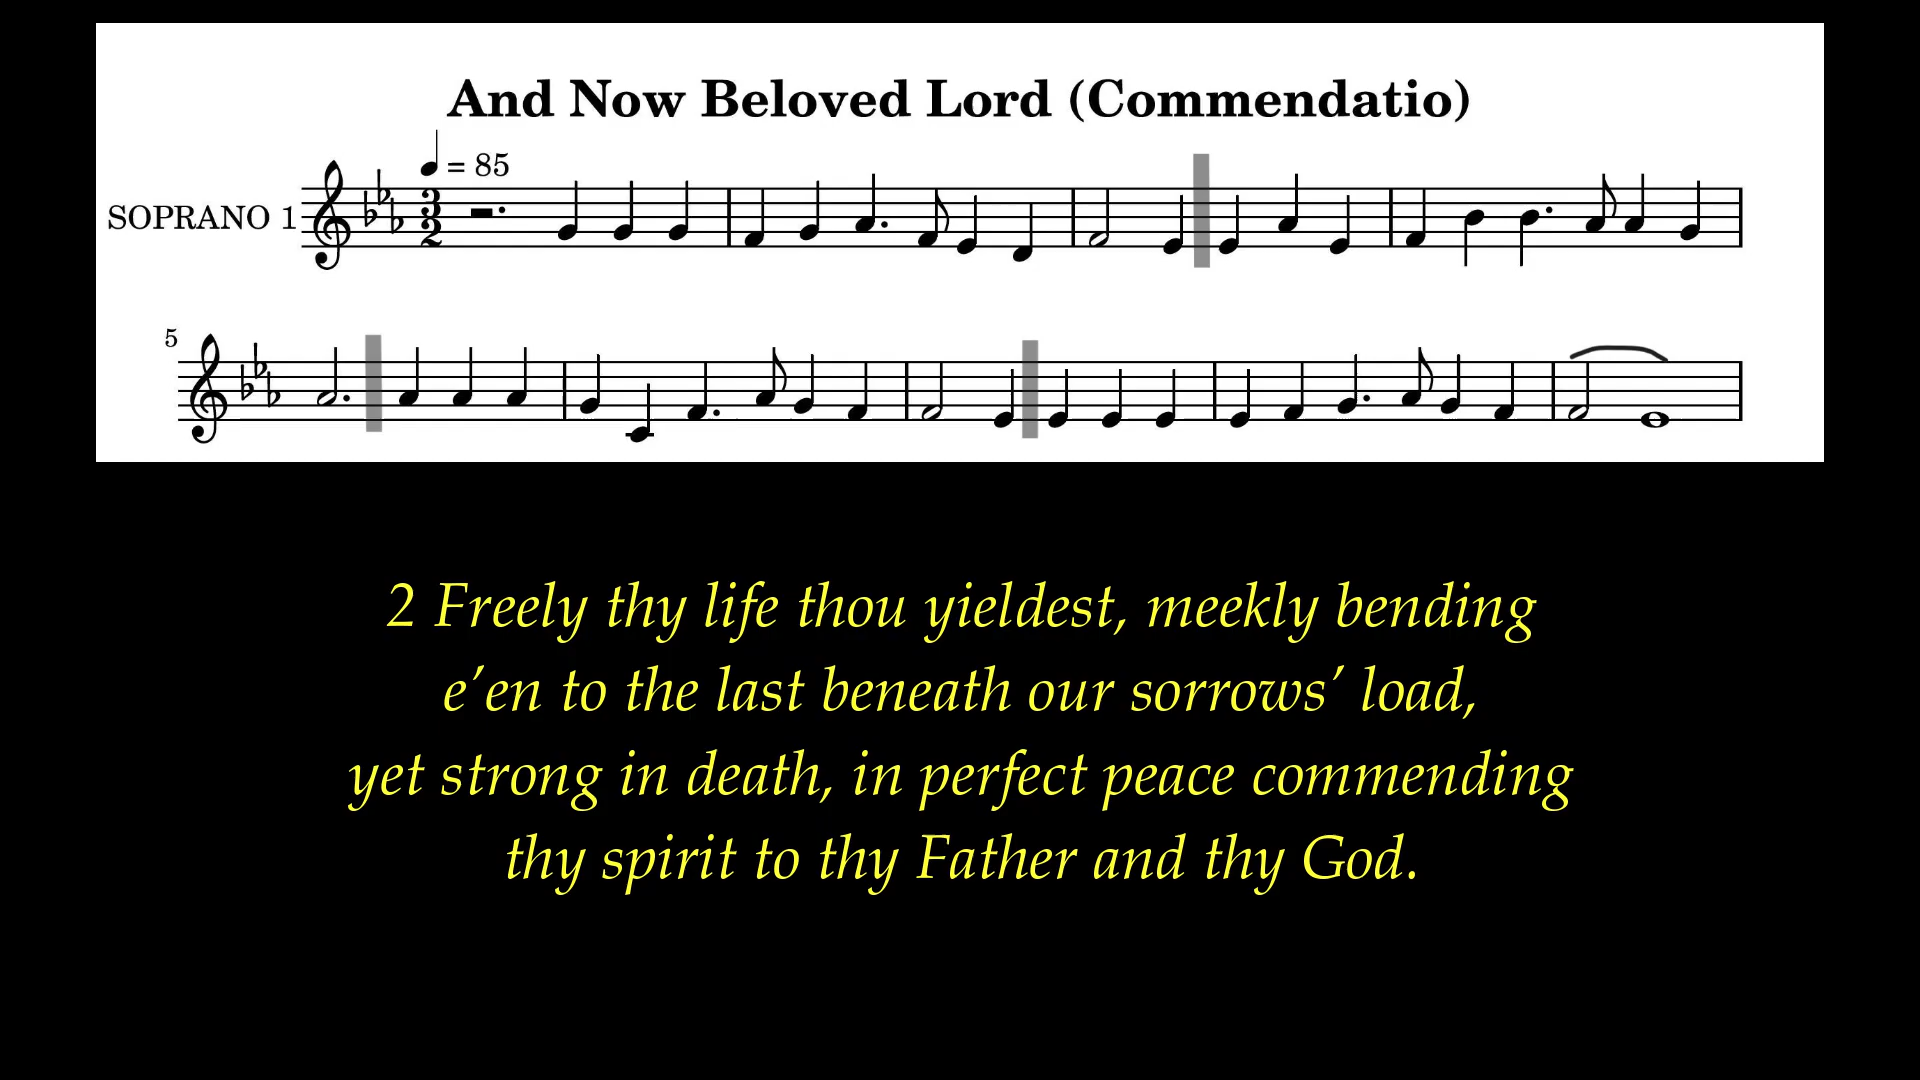 And Now Beloved Lord (Commendatio)
= 85
SOPRANO 1
3
2
5
2 Freely thy life thou yieldest, meekly bending
e’en to the last beneath our sorrows’ load,
yet strong in death, in perfect peace commending
thy spirit to thy Father and thy God.